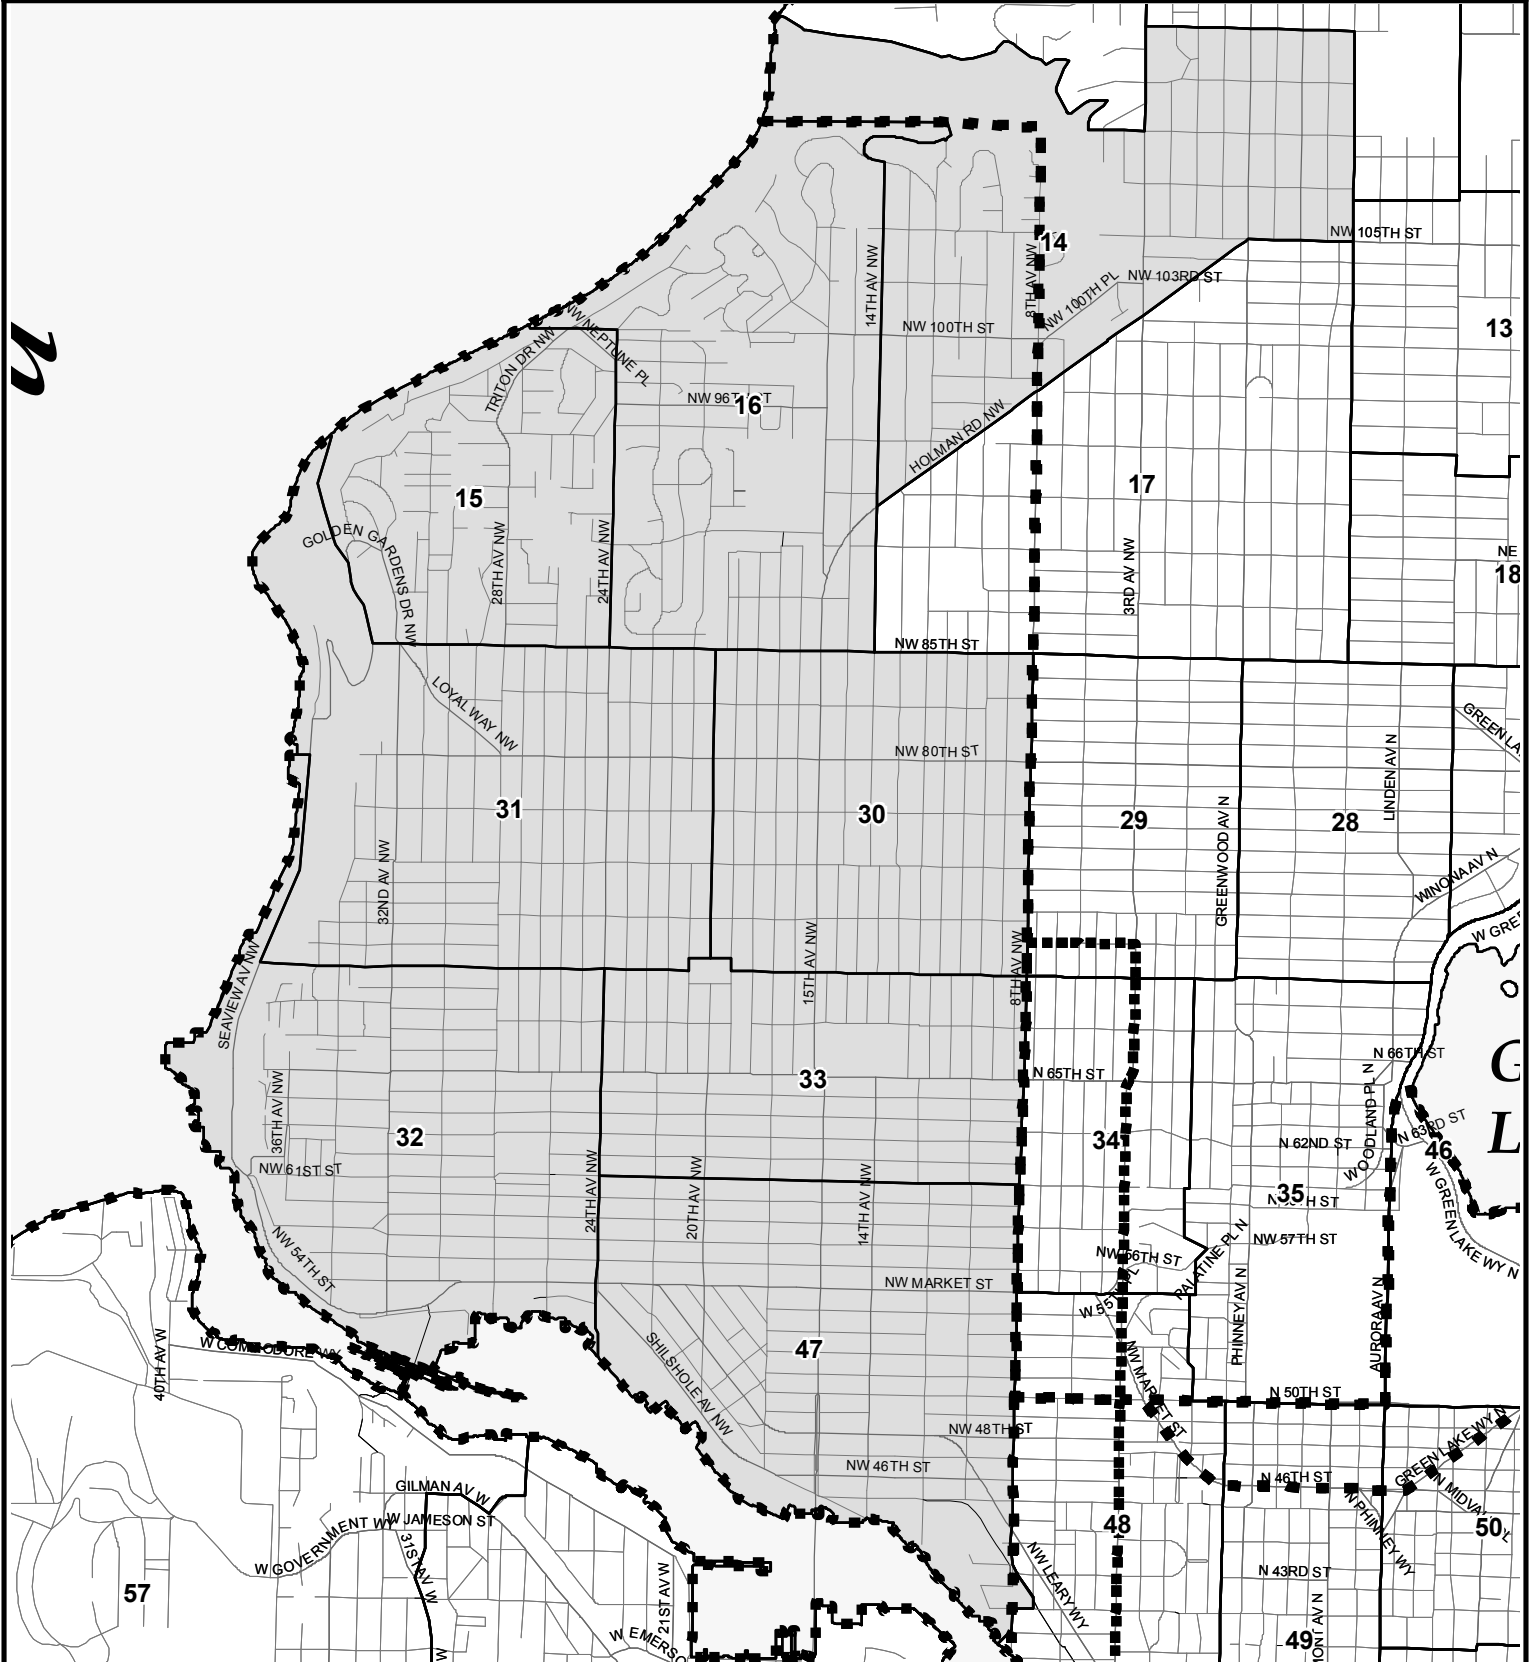 14
NW 105TH ST
8TH AV NW
14TH AV NW
NW 103RD ST
NW 100TH PL
NW 100TH ST
NW NEPTUNE PL
TRITON DR NW
13
u
16
HOLMAN RD NW
17
15
GOLDEN GARDENS DR NW
28TH AV NW
24TH AV NW
3RD AV NW
NE
18
NW 85TH ST
LOYAL WAY NW
NW 80TH ST
LINDEN AV N
31
30
29
28
GREENWOOD AV N
32ND AV NW
WINONA AV N
SEAVIEW AV NW
15TH AV NW
8TH AV NW
N 66TH ST
N 65TH ST
33
36TH AV NW
32
34
WOODLAND PL N
N 62ND ST
N 63RD ST
46
G
L
NW 61ST ST
24TH AV NW
20TH AV NW
14TH AV NW
35
W GREEN LAKE WY N
NW 54TH ST
NW 56TH ST
NW 57TH ST
PALATINE PL N
NW MARKET ST
PHINNEY AV N
AURORA AV N
40TH AV W
W COMMODORE WY
SHILSHOLE AV NW
47
NW MARKET ST
N 50TH ST
NW 48TH ST
GREEN LAKE WY N
NW 46TH ST
N 46TH ST
GILMAN AV W
W JAMESON ST
W GOVERNMENT WY
31ST AV W
48
N PHINNEY WY
50
57
21ST AV W
NW LEARY WY
N 43RD ST
49